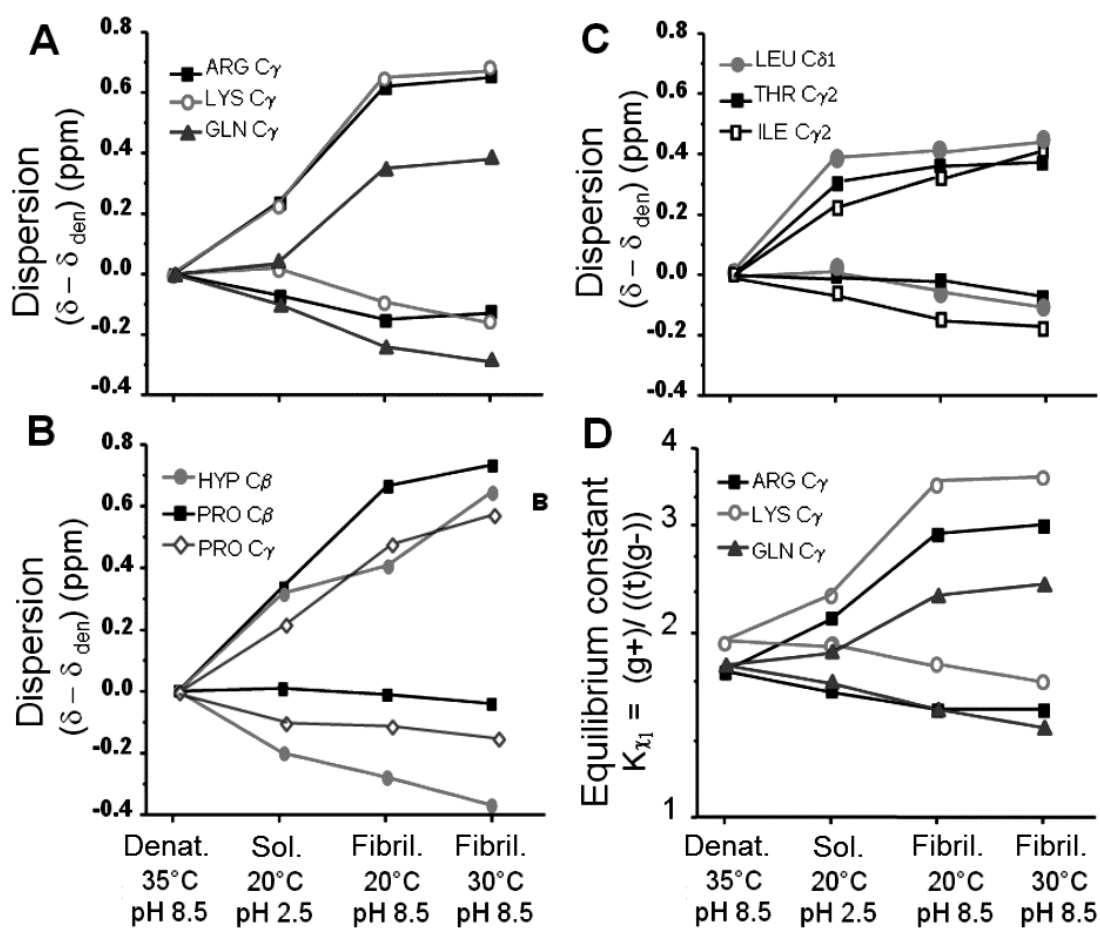 A
0.8
0.6
0.4
0.2
0.0
-0.2
-0.4
Dispersion
(δ – δ den) (ppm)
ARG Cγ
LYS Cγ
GLN Cγ
C
0.8
0.6
0.4
0.2
0.0
-0.2
-0.4
Dispersion
(δ – δ den) (ppm)
LEU Cδ1
THR Cγ2
ILE Cγ2
B
0.8
0.6
0.4
0.2
0.0
-0.2
-0.4
Dispersion
(δ – δ den) (ppm)
HYP Cβ
PRO Cβ
PRO Cγ
B
D
4
3
2
1
Equilibrium constant
Kχ1 = (g+)/ ((t)(g-))
ARG Cγ
LYS Cγ
GLN Cγ
Denat. Sol. Fibril. Fibril.
35°C 20°C 20°C 30°C
pH 8.5 pH 2.5 pH 8.5 pH 8.5
Denat. Sol. Fibril. Fibril.
35°C 20°C 20°C 30°C
pH 8.5 pH 2.5 pH 8.5 pH 8.5